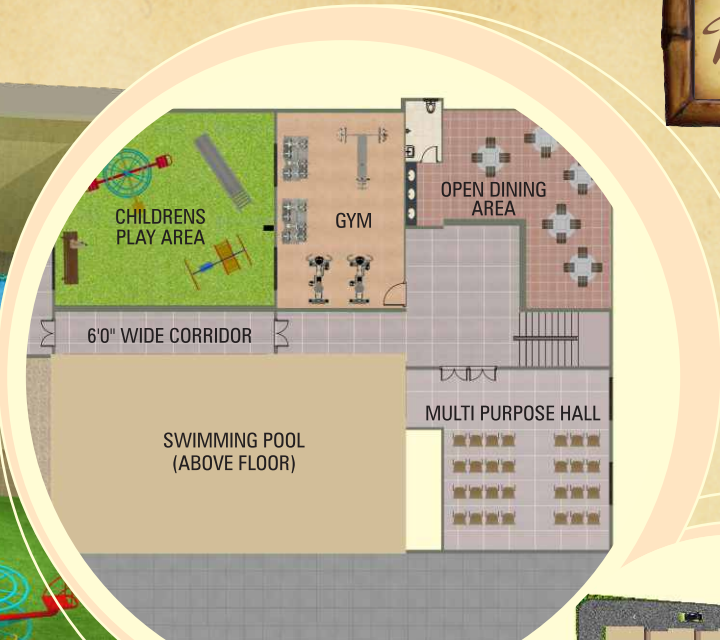 CHILDRENS
PLAY AREA
GYM
OPEN DINING
AREA
6'0" WIDE CORRIDOR
MULTI PURPOSE HALL
SWIMMING POOL
(ABOVE FLOOR)